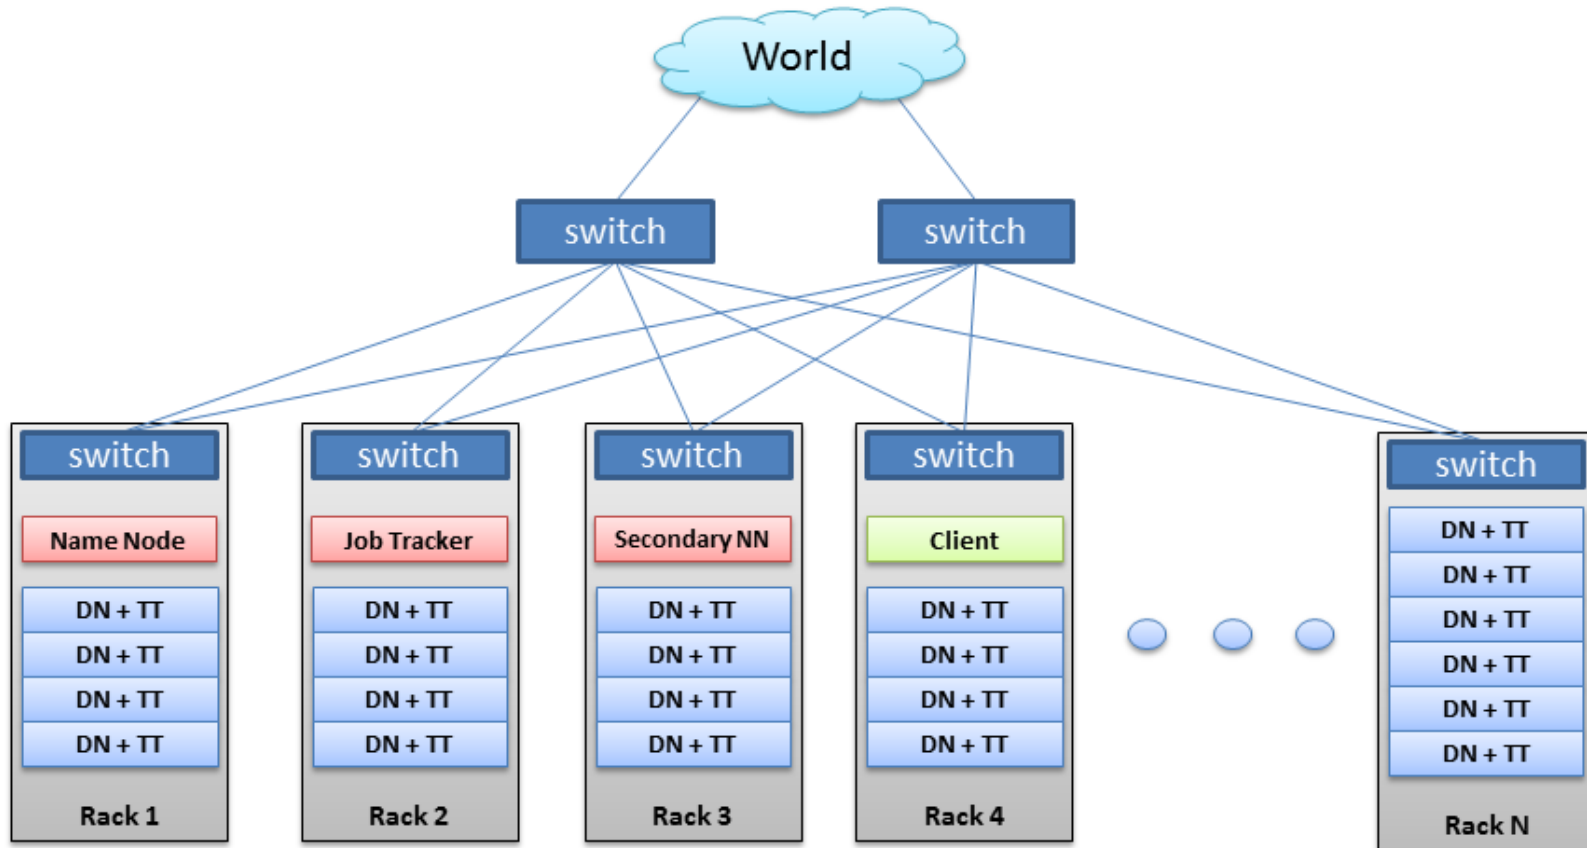 World
switch
switch
switch
Name Node
DN + TT
DN + TT
DN + TT
DN + TT
Rack 1
switch
Job Tracker
DN + TT
DN + TT
DN + TT
DN + TT
Rack 2
switch
Secondary NN
DN + TT
DN + TT
DN + TT
DN + TT
Rack 3
switch
Client
DN + TT
DN + TT
DN + TT
DN + TT
Rack 4
switch
DN + TT
DN + TT
DN + TT
DN + TT
DN + TT
DN + TT
Rack N